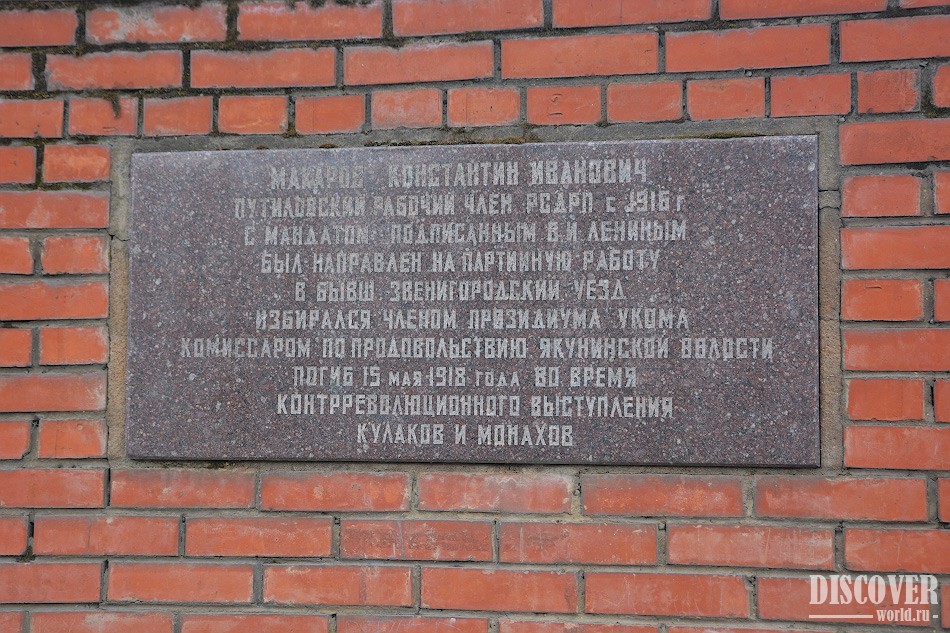 МАКАРОВ КОНСТАНТИН ИВАНОВИЧ
ПУТИЛОВСКИЙ РАБОЧИЙ ЧЛЕН РСДРП С 1916 г
С МАНДАТОМ ПОДПИСАННЫМ В.И ЛЕНИНЫМ
БЫЛ НАПРАВЛЕН НА ПАРТИЙНУЮ РАБОТУ
В БЫВШ ЗВЕНИГОРОДСКИЙ УЕЗД
ИЗБИРАЛСЯ ЧЛЕНОМ ПРЭЗИДИУМА УКОМА
КОМИССАРОМ ПО ПРОДОВОЛЬСТВИЮ ЯКУНИНСКОЙ ВОЛОСТИ
ПОГИБ 15 МАЯ 1918 ГОДА ВО ВРЕМЯ
КОНТРРЕВОЛЮЦИОННОГО ВЫСТУПЛЕНИЯ
КУЛАКОВ И МОНАХОВ
DISCOVER
world.ru